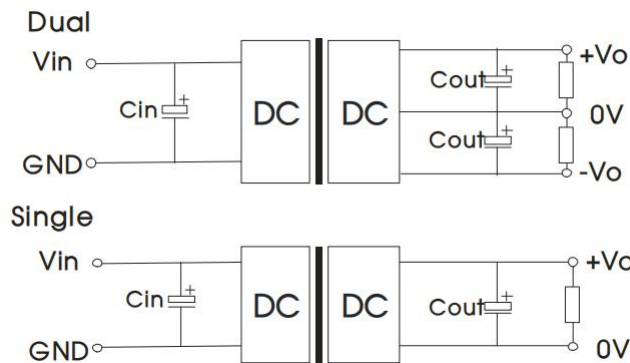 Dual
Vin
+
Cin
GND
DC
DC
+
Cout
+
Cout
+Vo
0V
-Vo
Single
Vin
+
Cin
GND
DC
DC
+
Cout
+Vo
0V